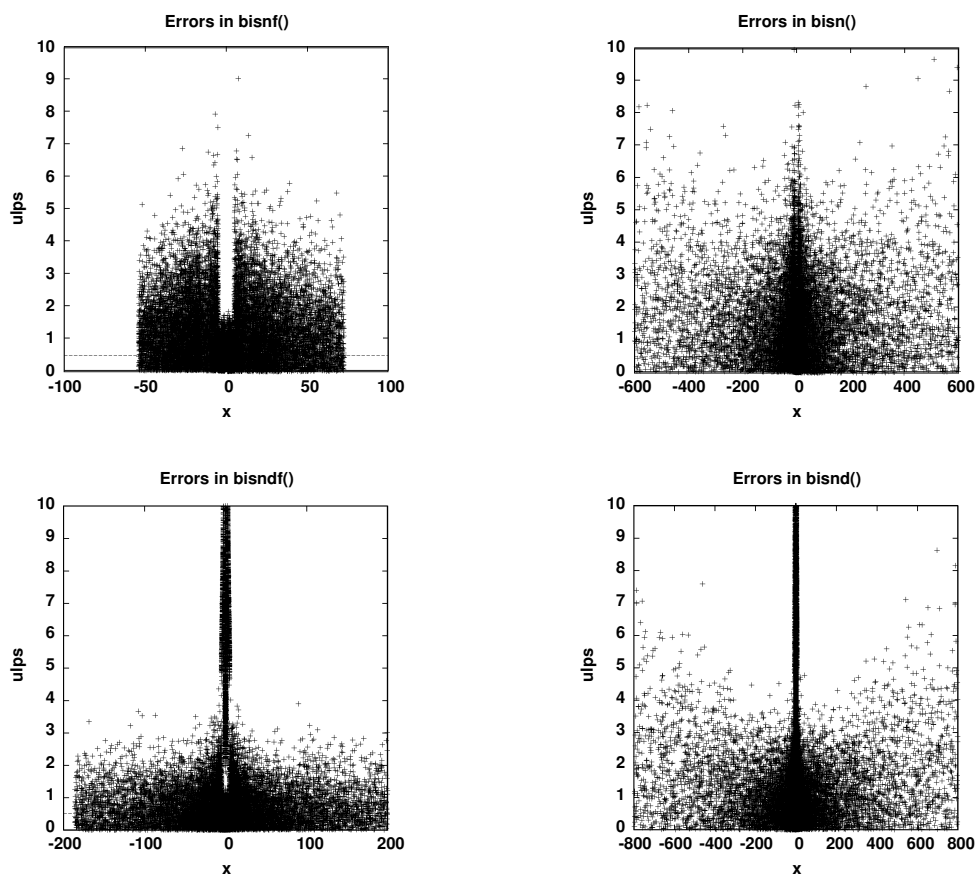 Errors in bisnf()
10
9
8
7
6
5
4
3
2
1
0
ulps
-100 -50 0 50 100
x
Errors in bisn()
10
9
8
7
6
5
4
3
2
1
0
ulps
-600 -400 -200 0 200 400 600
x
Errors in bisndf()
10
9
8
7
6
5
4
3
2
1
0
ulps
-200 -100 0 100 200
x
Errors in bisnd()
10
9
8
7
6
5
4
3
2
1
0
ulps
-800 -600 -400 -200 0 200 400 600 800
x